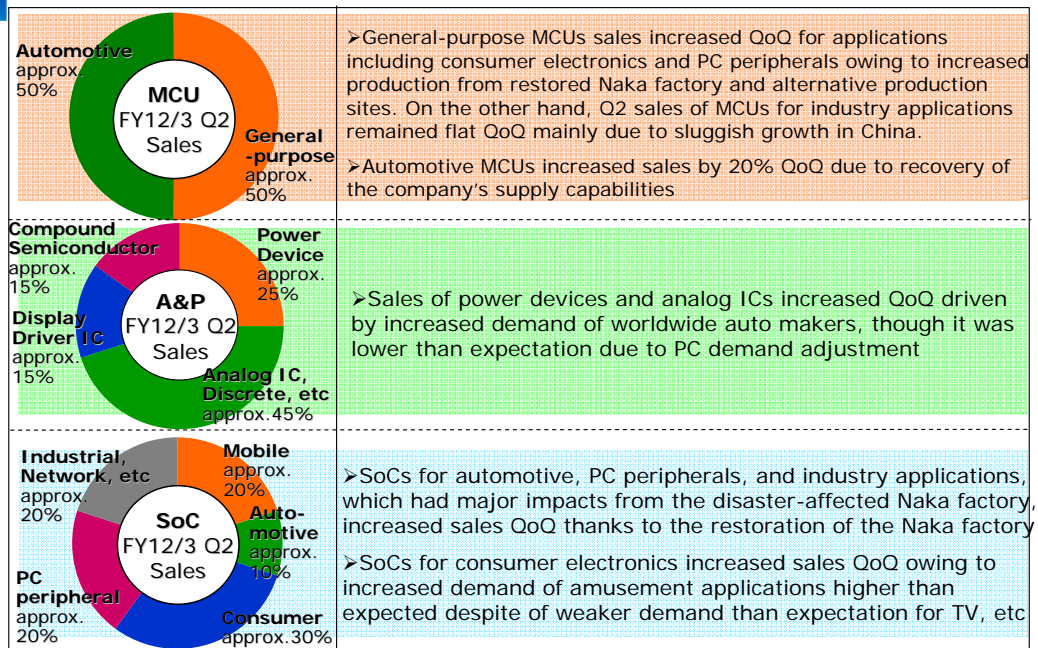 Automotive
approx.
50%
MCU
FY12/3 Q2
Sales
General
-purpose
approx.
50%
➢General-purpose MCUs sales increased QoQ for applications
including consumer electronics and PC peripherals owing to increased
production from restored Naka factory and alternative production
sites. On the other hand, Q2 sales of MCUs for industry applications
remained flat QoQ mainly due to sluggish growth in China.
➢Automotive MCUs increased sales by 20% QoQ due to recovery of
the company's supply capabilities
Compound
Semiconductor
approx.
15%
Power
Device
approx.
25%
A&P
FY12/3 Q2
Sales
Display
Driver IC
approx.
15%
Analog IC,
Discrete, etc
approx.45%
➢Sales of power devices and analog ICs increased QoQ driven
by increased demand of worldwide auto makers, though it was
lower than expectation due to PC demand adjustment
Industrial,
Network, etc
approx.
20%
Mobile
approx.
20%
SoC
FY12/3 Q2
Sales
Auto-
motive
approx.
10%
PC
peripheral
approx.
20%
Consumer
approx.30%
➢SoCs for automotive, PC peripherals, and industry applications,
which had major impacts from the disaster-affected Naka factory,
increased sales QoQ thanks to the restoration of the Naka factory
➢SoCs for consumer electronics increased sales QoQ owing to
increased demand of amusement applications higher than
expected despite of weaker demand than expectation for TV, etc